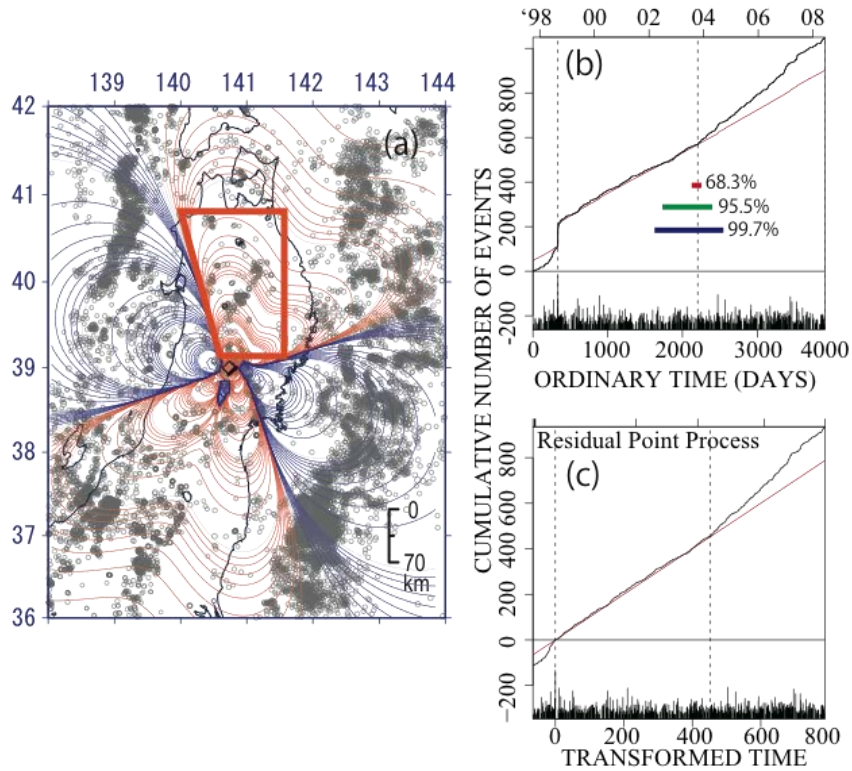 139 140 141 142 143 144
42
41
40
39
38
37
36
(a)
0
70
km
'98 00 02 04 06 08
(b)
68.3%
95.5%
99.7%
800
600
400
200
0
-200
0 1000 2000 3000 4000
ORDINARY TIME (DAYS)
CUMULATIVE NUMBER OF EVENTS
Residual Point Process
(c)
800
600
400
200
0
-200
0 200 400 600 800
TRANSFORMED TIME